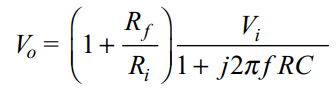 V_o = (1 + R_f / R_i) V_i / (1 + j2πfRC)